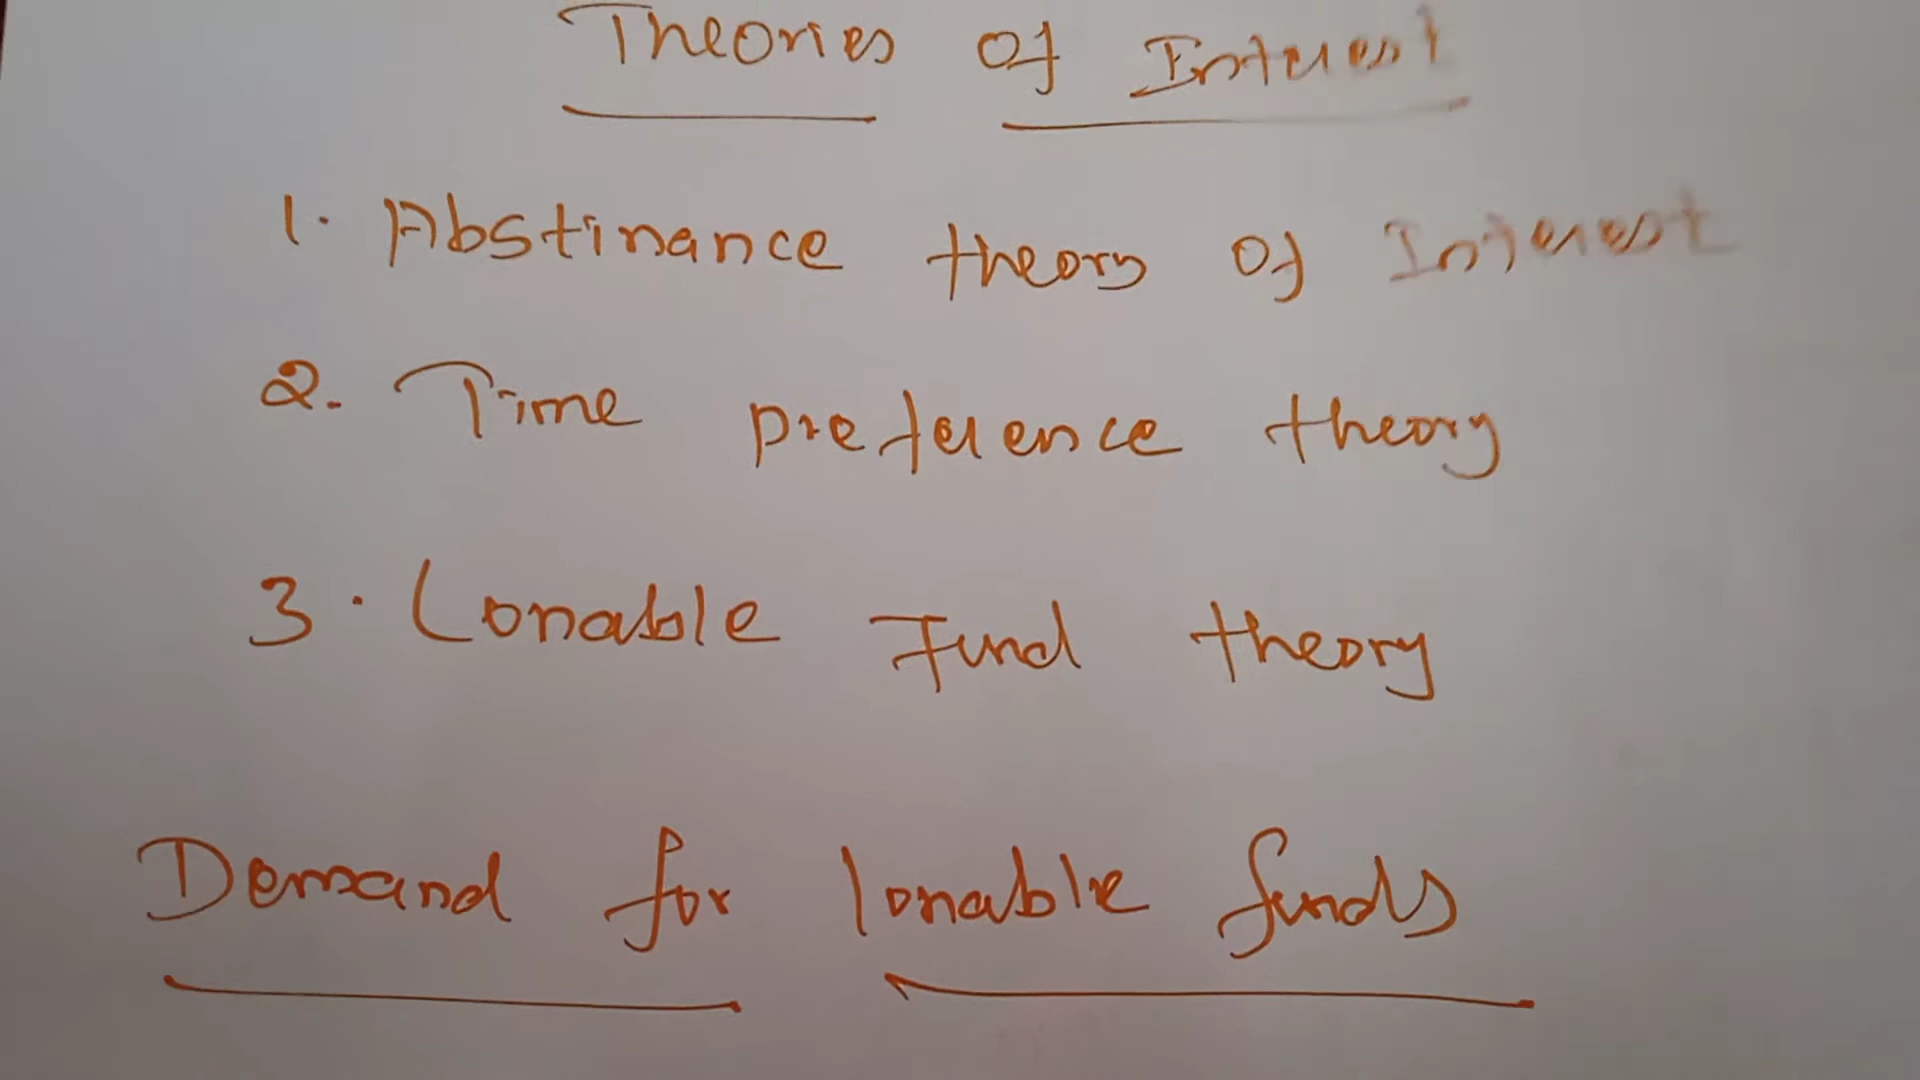 Theories of Interest
1. Abstinance theory of Interest
2. Time preference theory
3. Lonable Fund theory
Demand for lonable funds